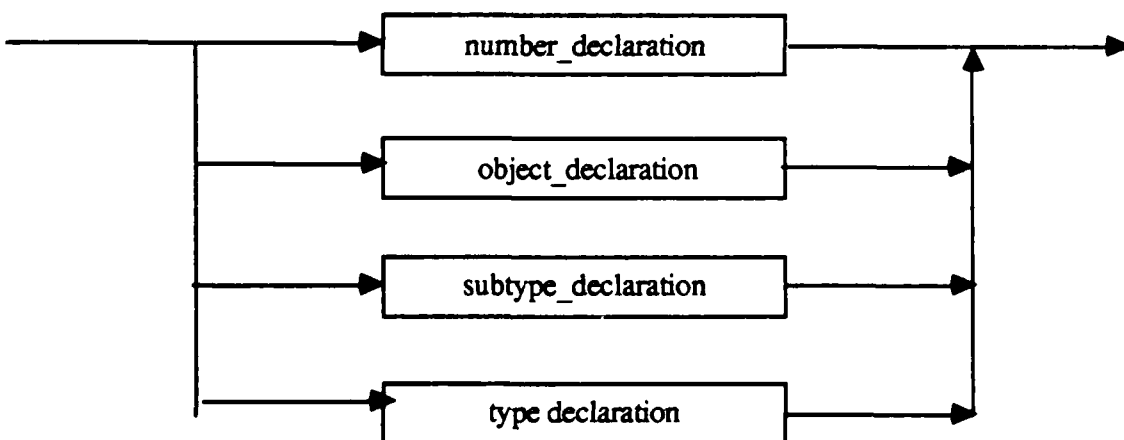 number_declaration
object_declaration
subtype_declaration
type declaration